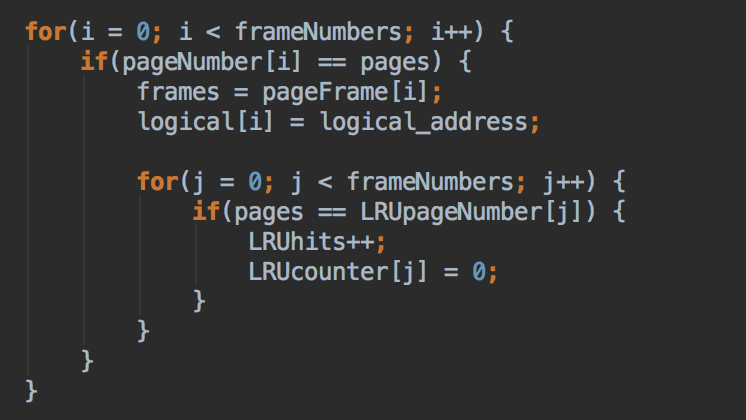 for(i = 0; i < frameNumbers; i++) {
    if(pageNumber[i] == pages) {
        frames = pageFrame[i];
        logical[i] = logical_address;

        for(j = 0; j < frameNumbers; j++) {
            if(pages == LRUpageNumber[j]) {
                LRUhits++;
                LRUcounter[j] = 0;
            }
        }
    }
}